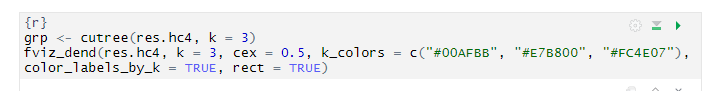 {r}
grp <- cutree(res.hc4, k = 3)
fviz_dend(res.hc4, k = 3, cex = 0.5, k_colors = c("#00AFBB", "#E7B800", "#FC4E07"),
color_labels_by_k = TRUE, rect = TRUE)